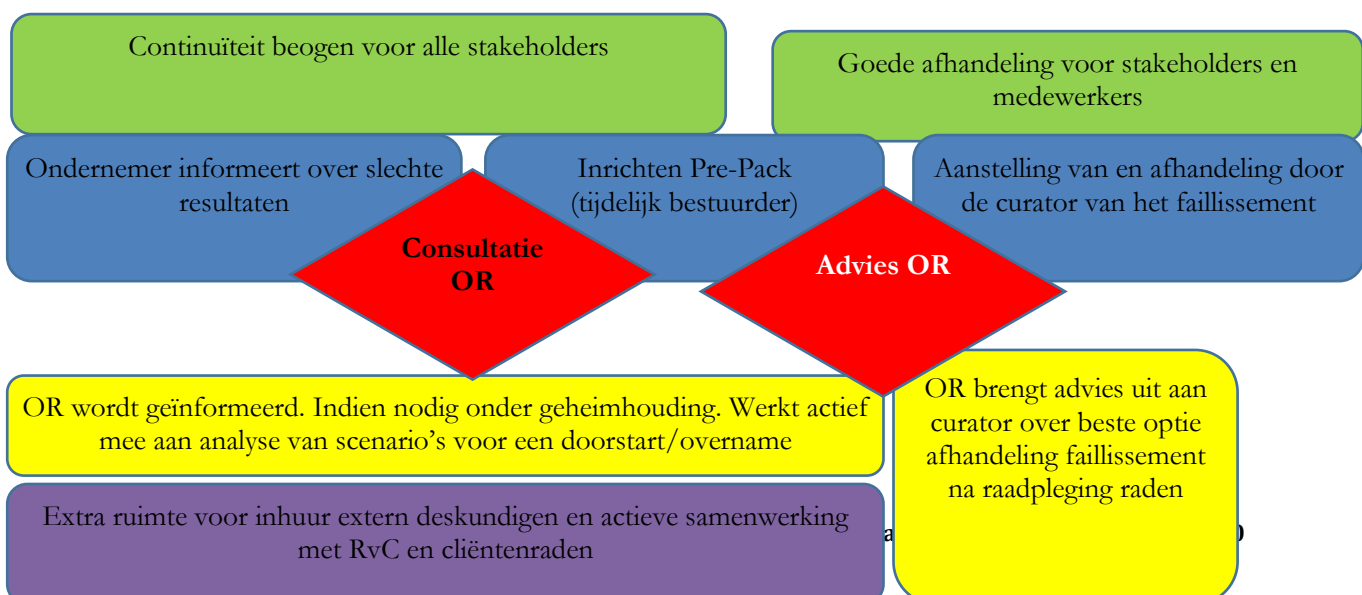 Continuïteit beogen voor alle stakeholders
Goede afhandeling voor stakeholders en
medewerkers
Ondernemer informeert over slechte
resultaten
Inrichten Pre-Pack
(tijdelijk bestuurder)
Aanstelling van en afhandeling door
de curator van het faillissement
Consultatie
OR
Advies OR
OR wordt geïnformeerd. Indien nodig onder geheimhouding. Werkt actief
mee aan analyse van scenario’s voor een doorstart/overname
OR brengt advies uit aan
curator over beste optie
afhandeling faillissement
na raadpleging raden
Extra ruimte voor inhuur extern deskundigen en actieve samenwerking
met RvC en cliëntenraden